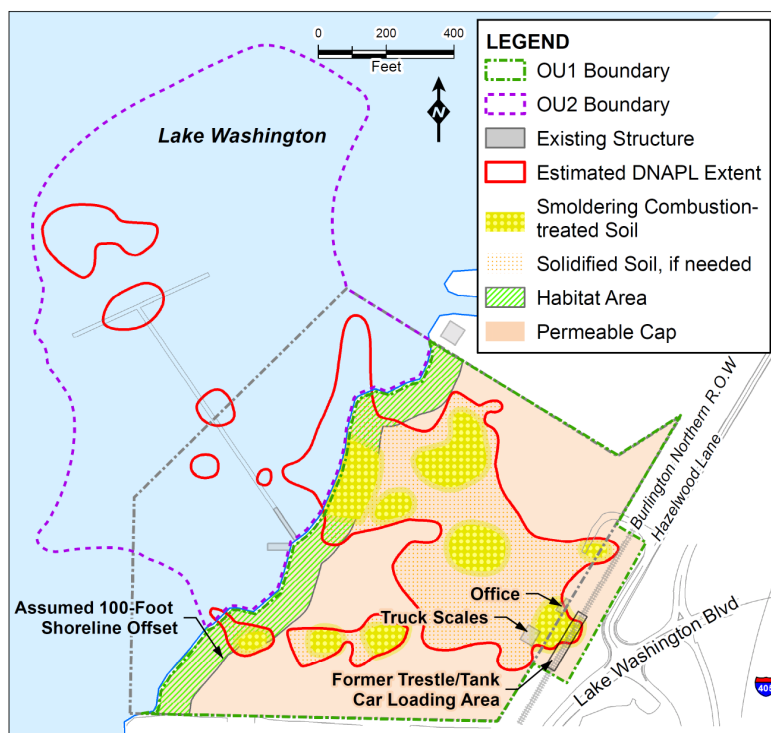 0 200 400
Feet
N
Lake Washington
LEGEND
OU1 Boundary
OU2 Boundary
Existing Structure
Estimated DNAPL Extent
Smoldering Combustion-
treated Soil
Solidified Soil, if needed
Habitat Area
Permeable Cap
Burlington Northern R.O.W
Hazelwood Lane
Assumed 100-Foot
Shoreline Offset
Office
Truck Scales
Former Trestle/Tank
Car Loading Area
Lake Washington Blvd
405